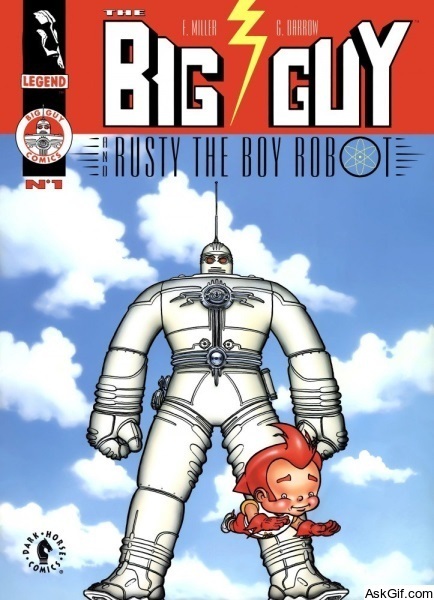 THE
F. MILLER
G. DARROW
BIG GUY
LEGEND
AND
RUSTY THE BOY ROBOT
BIG GUY
COMICS
Nº1
DARK HORSE
COMICS
AskGif.com